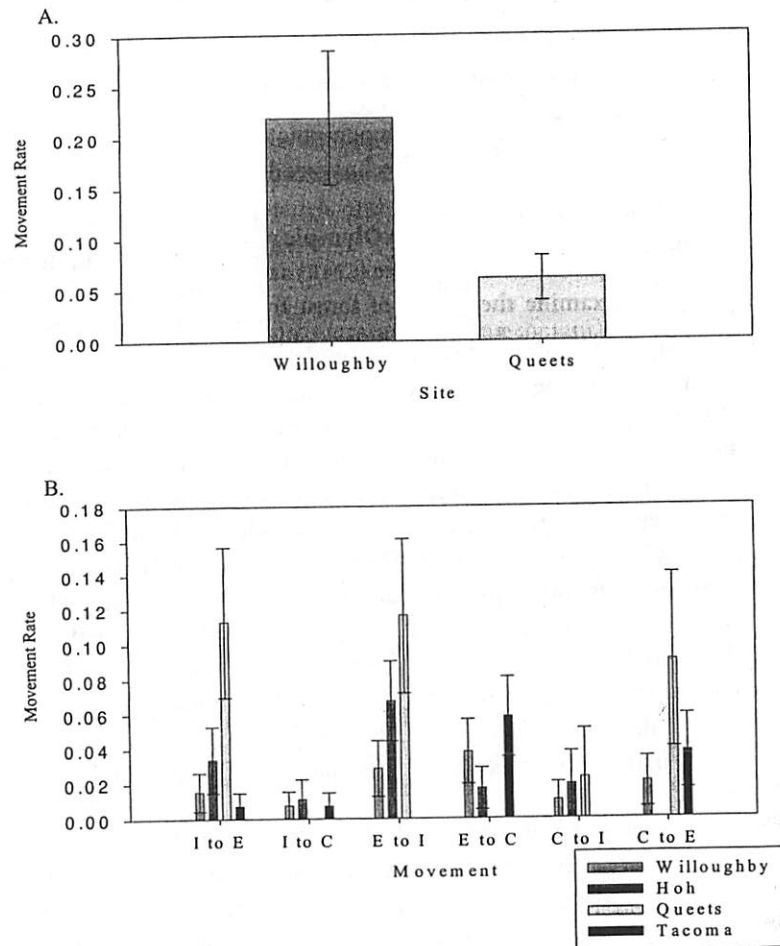 A.
0.30
0.25
0.20
0.15
0.10
0.05
0.00
Movement Rate
Willoughby Queets
Site
B.
0.18
0.16
0.14
0.12
0.10
0.08
0.06
0.04
0.02
0.00
Movement Rate
I to E I to C E to I E to C C to I C to E
Movement
Willoughby
Hoh
Queets
Tacoma